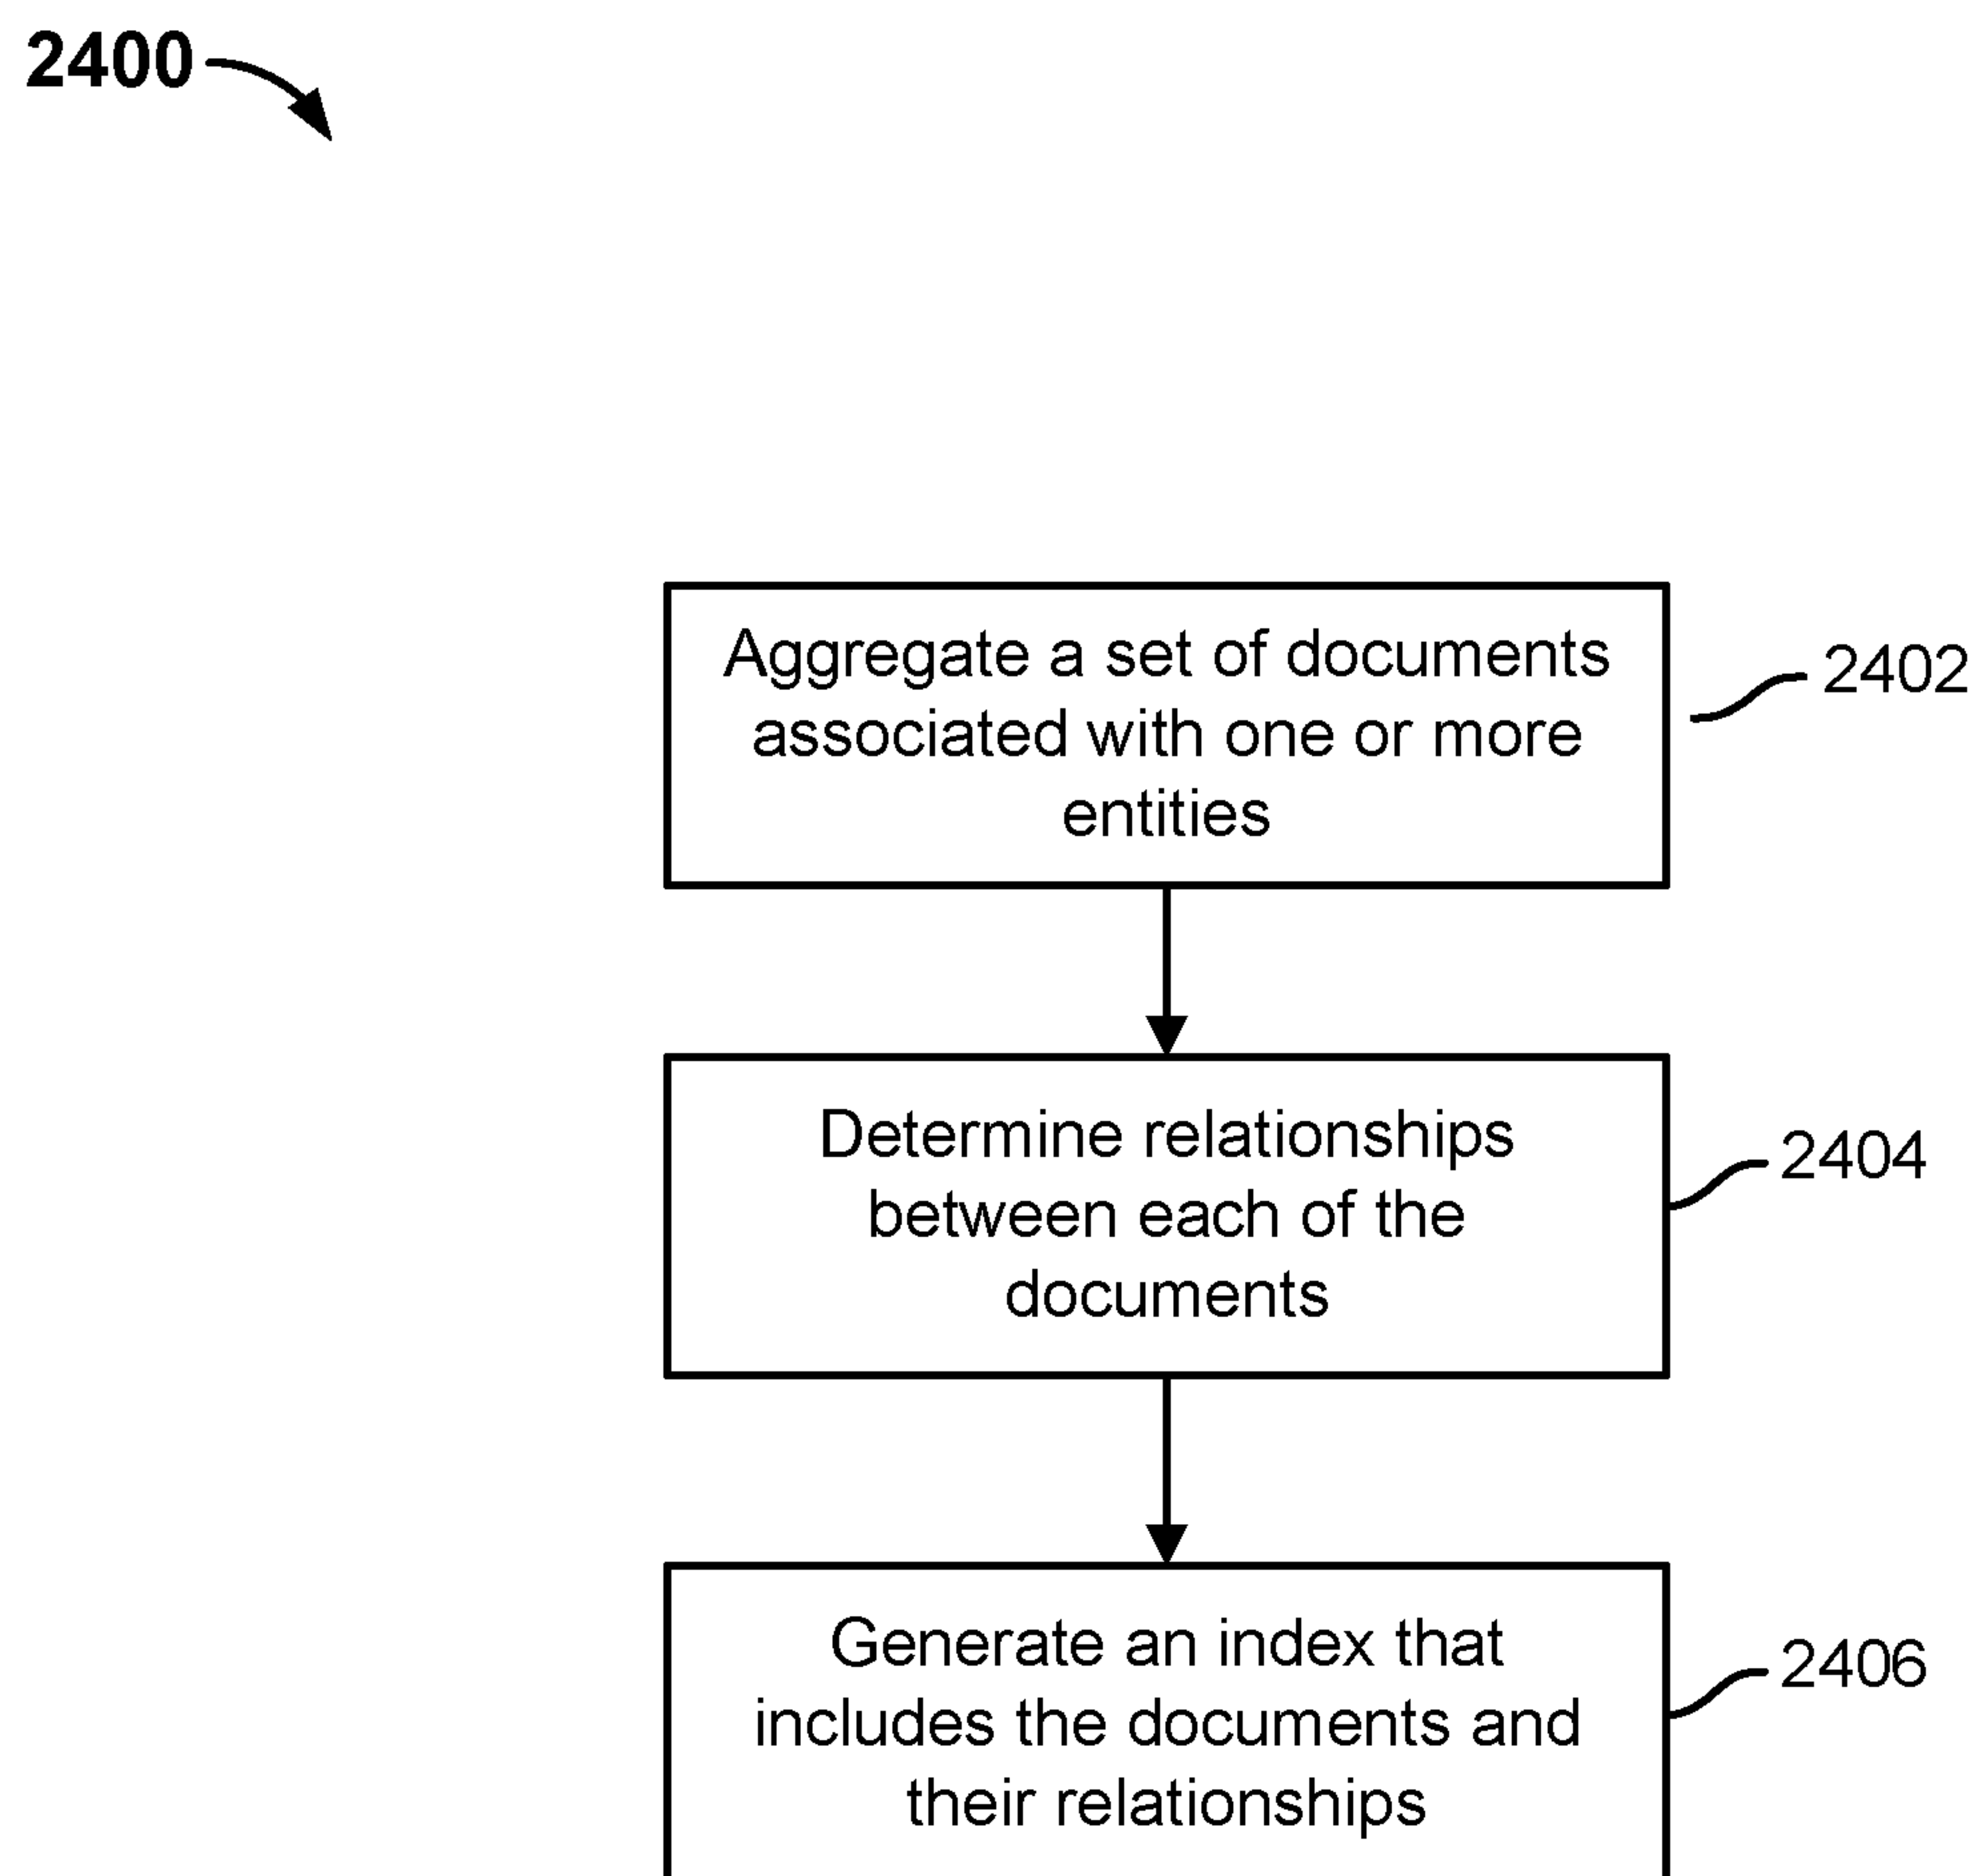 2400
Aggregate a set of documents
associated with one or more
entities
2402
Determine relationships
between each of the
documents
2404
Generate an index that
includes the documents and
their relationships
2406